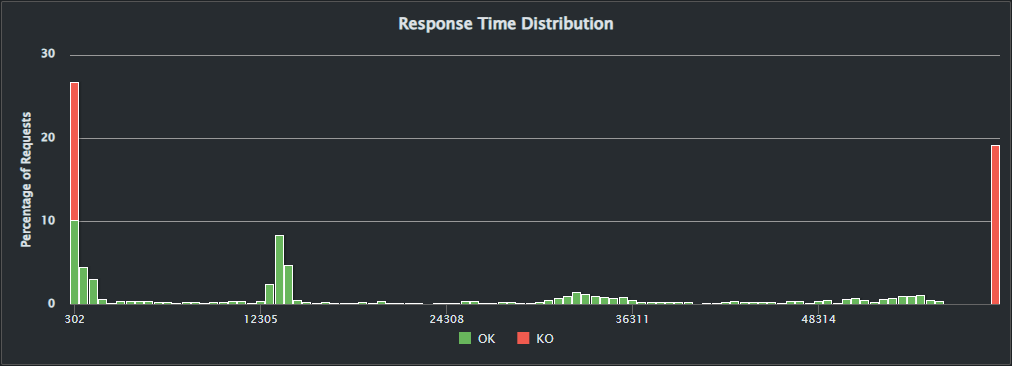 Response Time Distribution
Percentage of Requests
30
20
10
0
302 12305 24308 36311 48314
OK KO